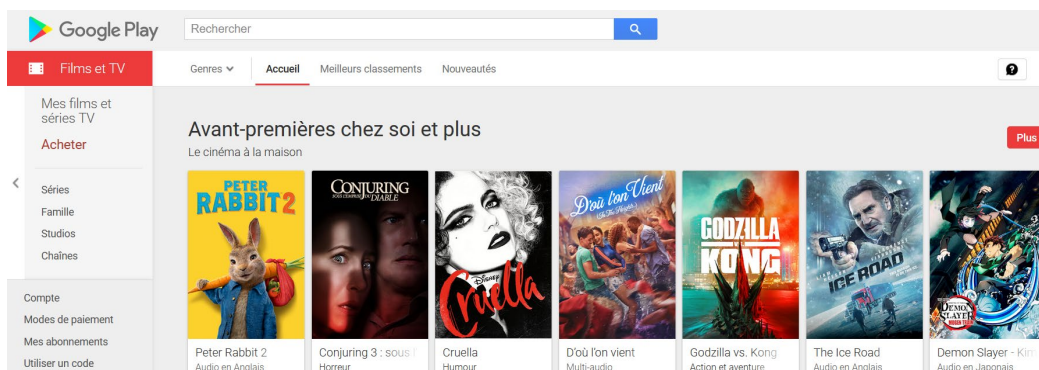 Google Play
Rechercher
Films et TV
Genres
Accueil
Meilleurs classements
Nouveautés
Mes films et
séries TV
Acheter
Séries
Famille
Studios
Chaînes
Compte
Modes de paiement
Mes abonnements
Utiliser un code
Avant-premières chez soi et plus
Le cinéma à la maison
Plus
PETER
RABBIT 2
CONJURING
SOUS L'EMPRISE DU DIABLE
DISNEY
Cruella
D'où l'on Vient
(In The Heights)
GODZILLA
KONG
ICE ROAD
DEMON
SLAYER
MUGEN TRAIN
Peter Rabbit 2
Audio en Anglais
Conjuring 3 : sous l
Horreur
Cruella
Humour
D'où l'on vient
Multi-audio
Godzilla vs. Kong
Action et aventure
The Ice Road
Audio en Anglais
Demon Slayer - Kim
Audio en Japonais